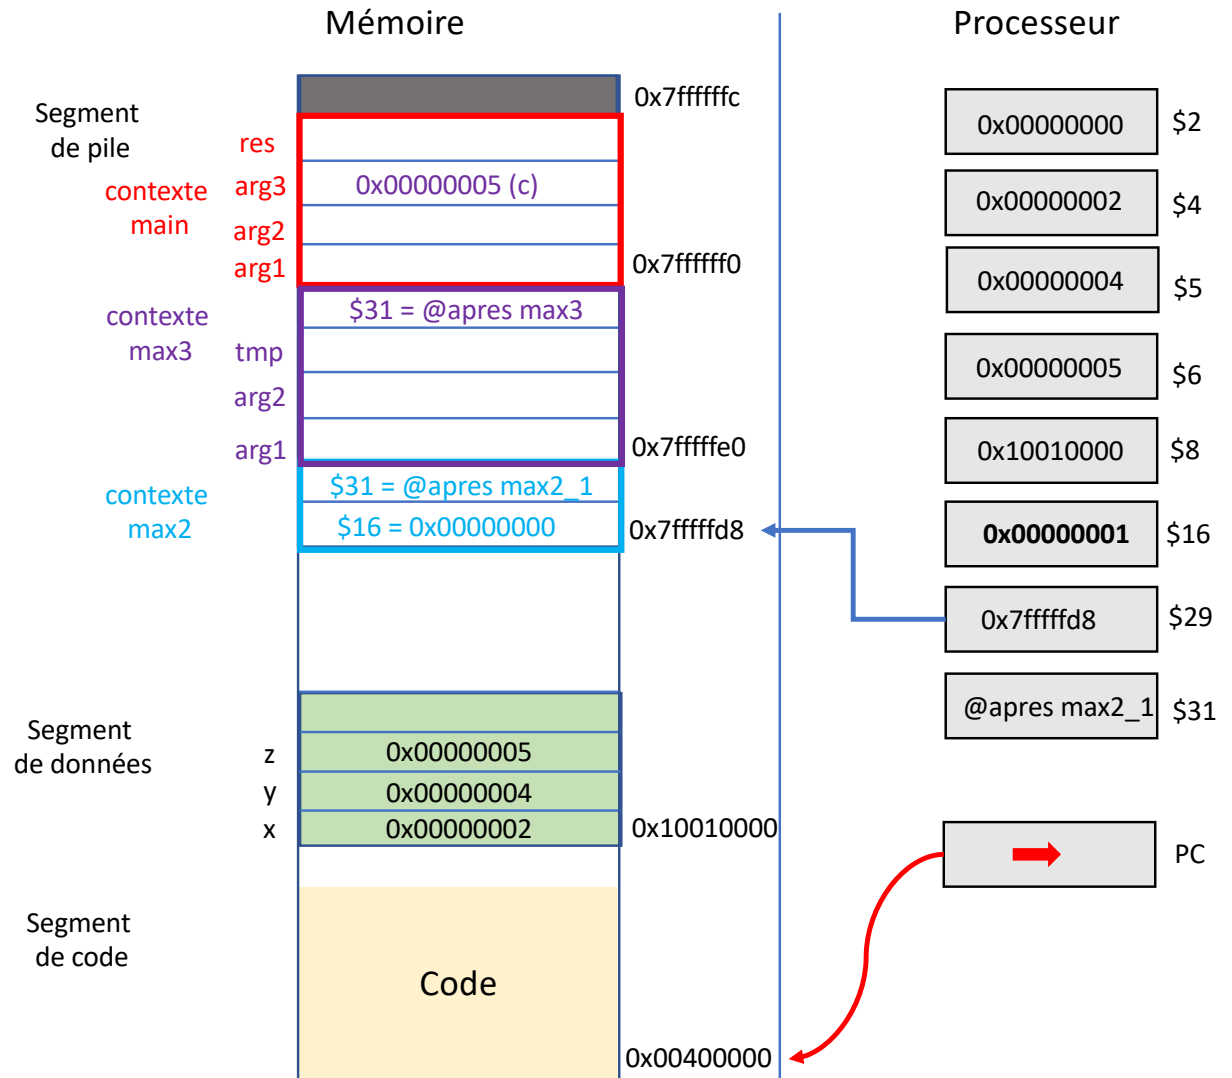 Mémoire
Processeur
0x7ffffffc
Segment
de pile
res
0x00000000
$2
contexte
main
arg3
0x00000005 (c)
0x00000002
$4
arg2
arg1
0x7ffffff0
0x00000004
$5
contexte
max3
$31 = @apres max3
tmp
0x00000005
$6
arg2
arg1
0x7fffffe0
0x10010000
$8
contexte
max2
$31 = @apres max2_1
$16 = 0x00000000
0x7fffffd8
0x00000001
$16
0x7fffffd8
$29
@apres max2_1
$31
Segment
de données
z
0x00000005
y
0x00000004
x
0x00000002
0x10010000
PC
Segment
de code
Code
0x00400000